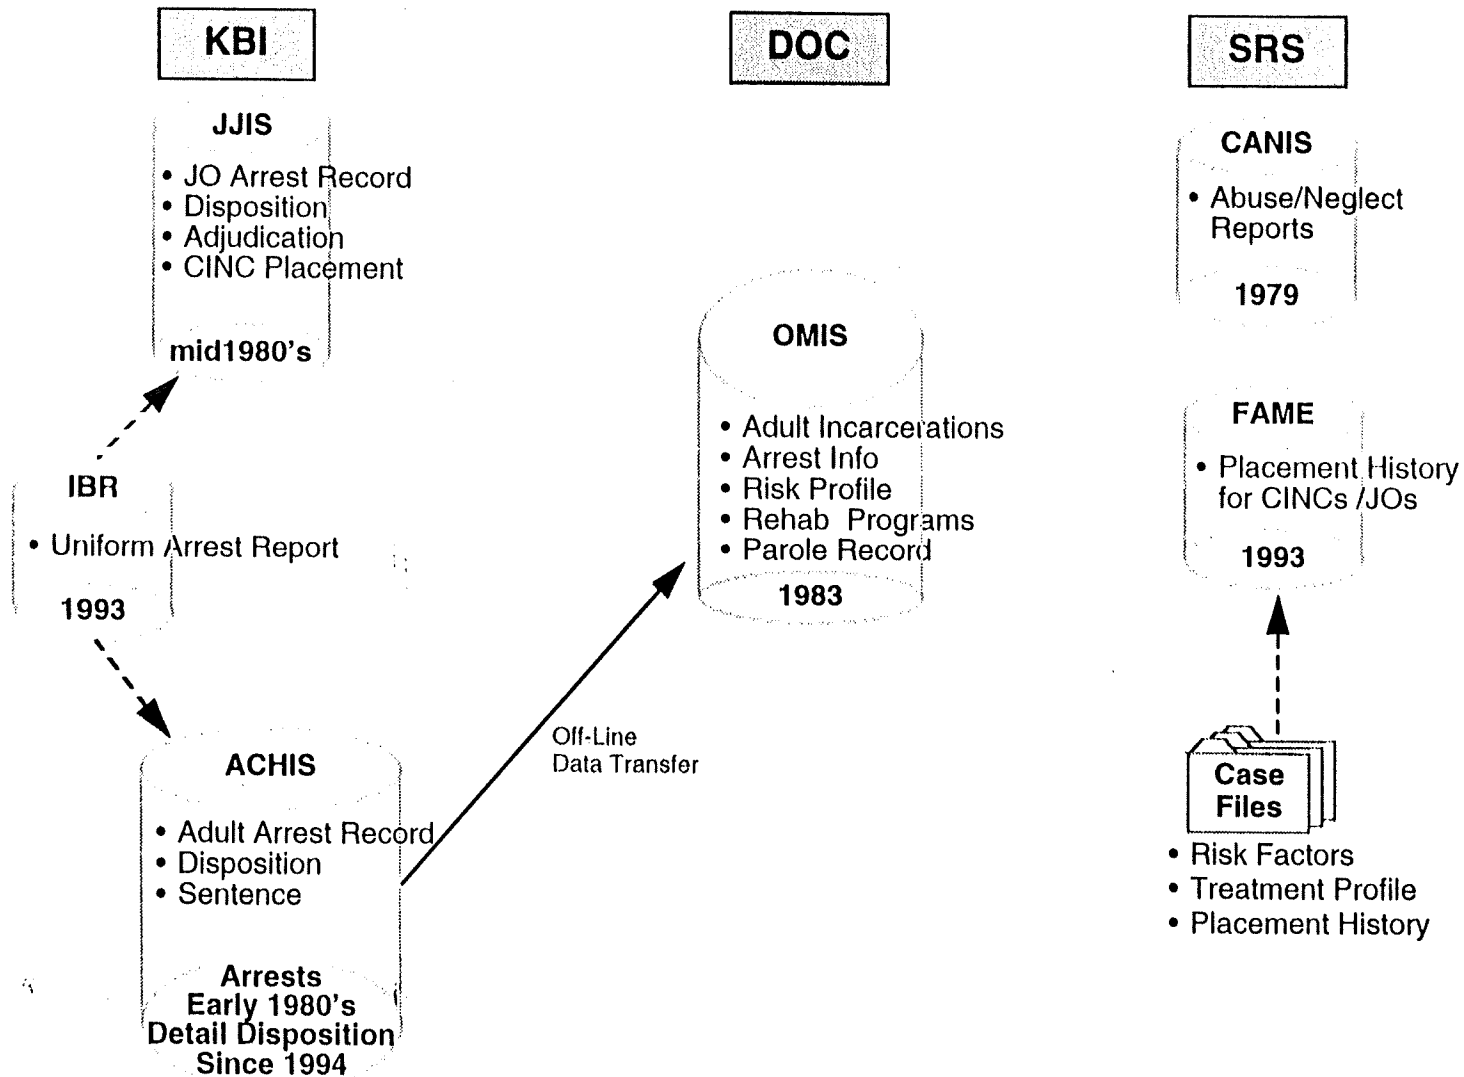 KBI
JJIS
• JO Arrest Record
• Disposition
• Adjudication
• CINC Placement
mid1980's
IBR
• Uniform Arrest Report
1993
ACHIS
• Adult Arrest Record
• Disposition
• Sentence
Arrests
Early 1980's
Detail Disposition
Since 1994
Off-Line
Data Transfer
DOC
OMIS
• Adult Incarcerations
• Arrest Info
• Risk Profile
• Rehab Programs
• Parole Record
1983
SRS
CANIS
• Abuse/Neglect
Reports
1979
FAME
• Placement History
for CINCs /JOs
1993
Case
Files
• Risk Factors
• Treatment Profile
• Placement History